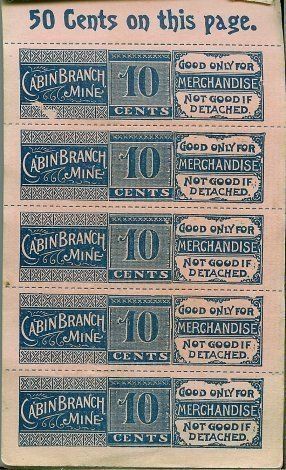 50 Cents on this page.
CABIN BRANCH MINE
10 CENTS
GOOD ONLY FOR
MERCHANDISE
NOT GOOD IF
DETACHED.
CABIN BRANCH MINE
10 CENTS
GOOD ONLY FOR
MERCHANDISE
NOT GOOD IF
DETACHED.
CABIN BRANCH MINE
10 CENTS
GOOD ONLY FOR
MERCHANDISE
NOT GOOD IF
DETACHED.
CABIN BRANCH MINE
10 CENTS
GOOD ONLY FOR
MERCHANDISE
NOT GOOD IF
DETACHED.
CABIN BRANCH MINE
10 CENTS
GOOD ONLY FOR
MERCHANDISE
NOT GOOD IF
DETACHED.